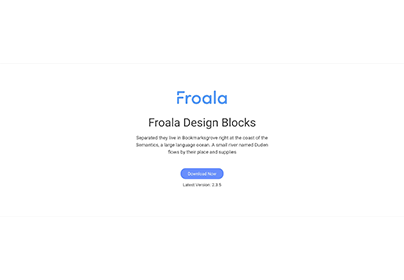 Froala
Froala Design Blocks
Separated they live in Bookmarksgrove right at the coast of the
Semantics, a large language ocean. A small river named Duden
flows by their place and supplies.
Download Now
Latest Version: 2.0.5